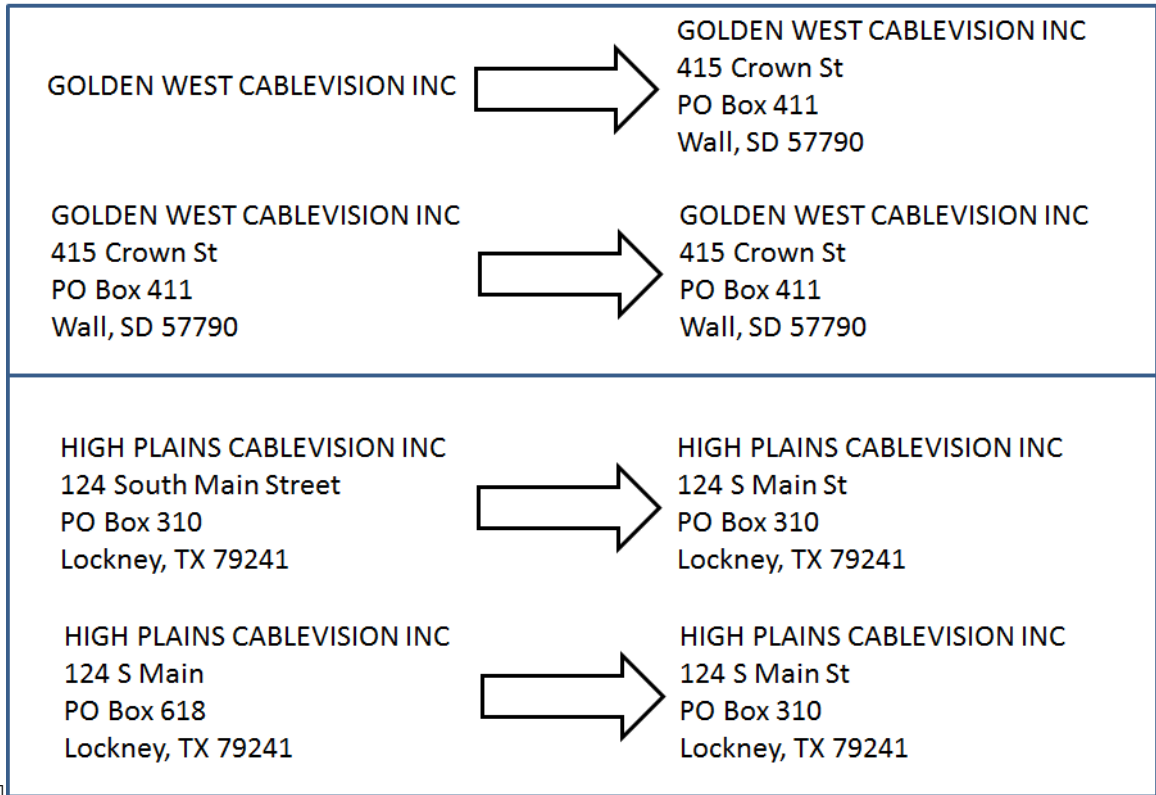 GOLDEN WEST CABLEVISION INC
GOLDEN WEST CABLEVISION INC
415 Crown St
PO Box 411
Wall, SD 57790
GOLDEN WEST CABLEVISION INC
415 Crown St
PO Box 411
Wall, SD 57790
GOLDEN WEST CABLEVISION INC
415 Crown St
PO Box 411
Wall, SD 57790
HIGH PLAINS CABLEVISION INC
124 South Main Street
PO Box 310
Lockney, TX 79241
HIGH PLAINS CABLEVISION INC
124 S Main St
PO Box 310
Lockney, TX 79241
HIGH PLAINS CABLEVISION INC
124 S Main
PO Box 618
Lockney, TX 79241
HIGH PLAINS CABLEVISION INC
124 S Main St
PO Box 310
Lockney, TX 79241